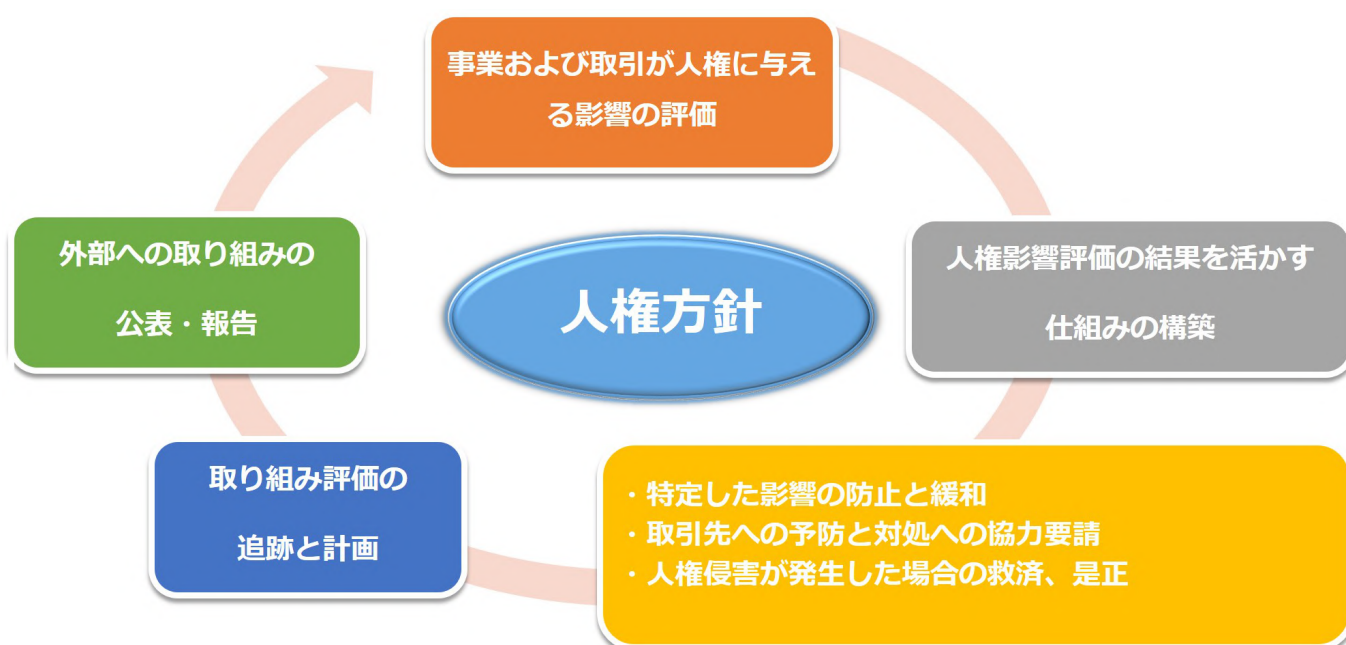 事業および取引が人権に与え
る影響の評価
人権影響評価の結果を活かす
仕組みの構築
・特定した影響の防止と緩和
・取引先への予防と対処への協力要請
・人権侵害が発生した場合の救済、是正
取り組み評価の
追跡と計画
外部への取り組みの
公表・報告
人権方針